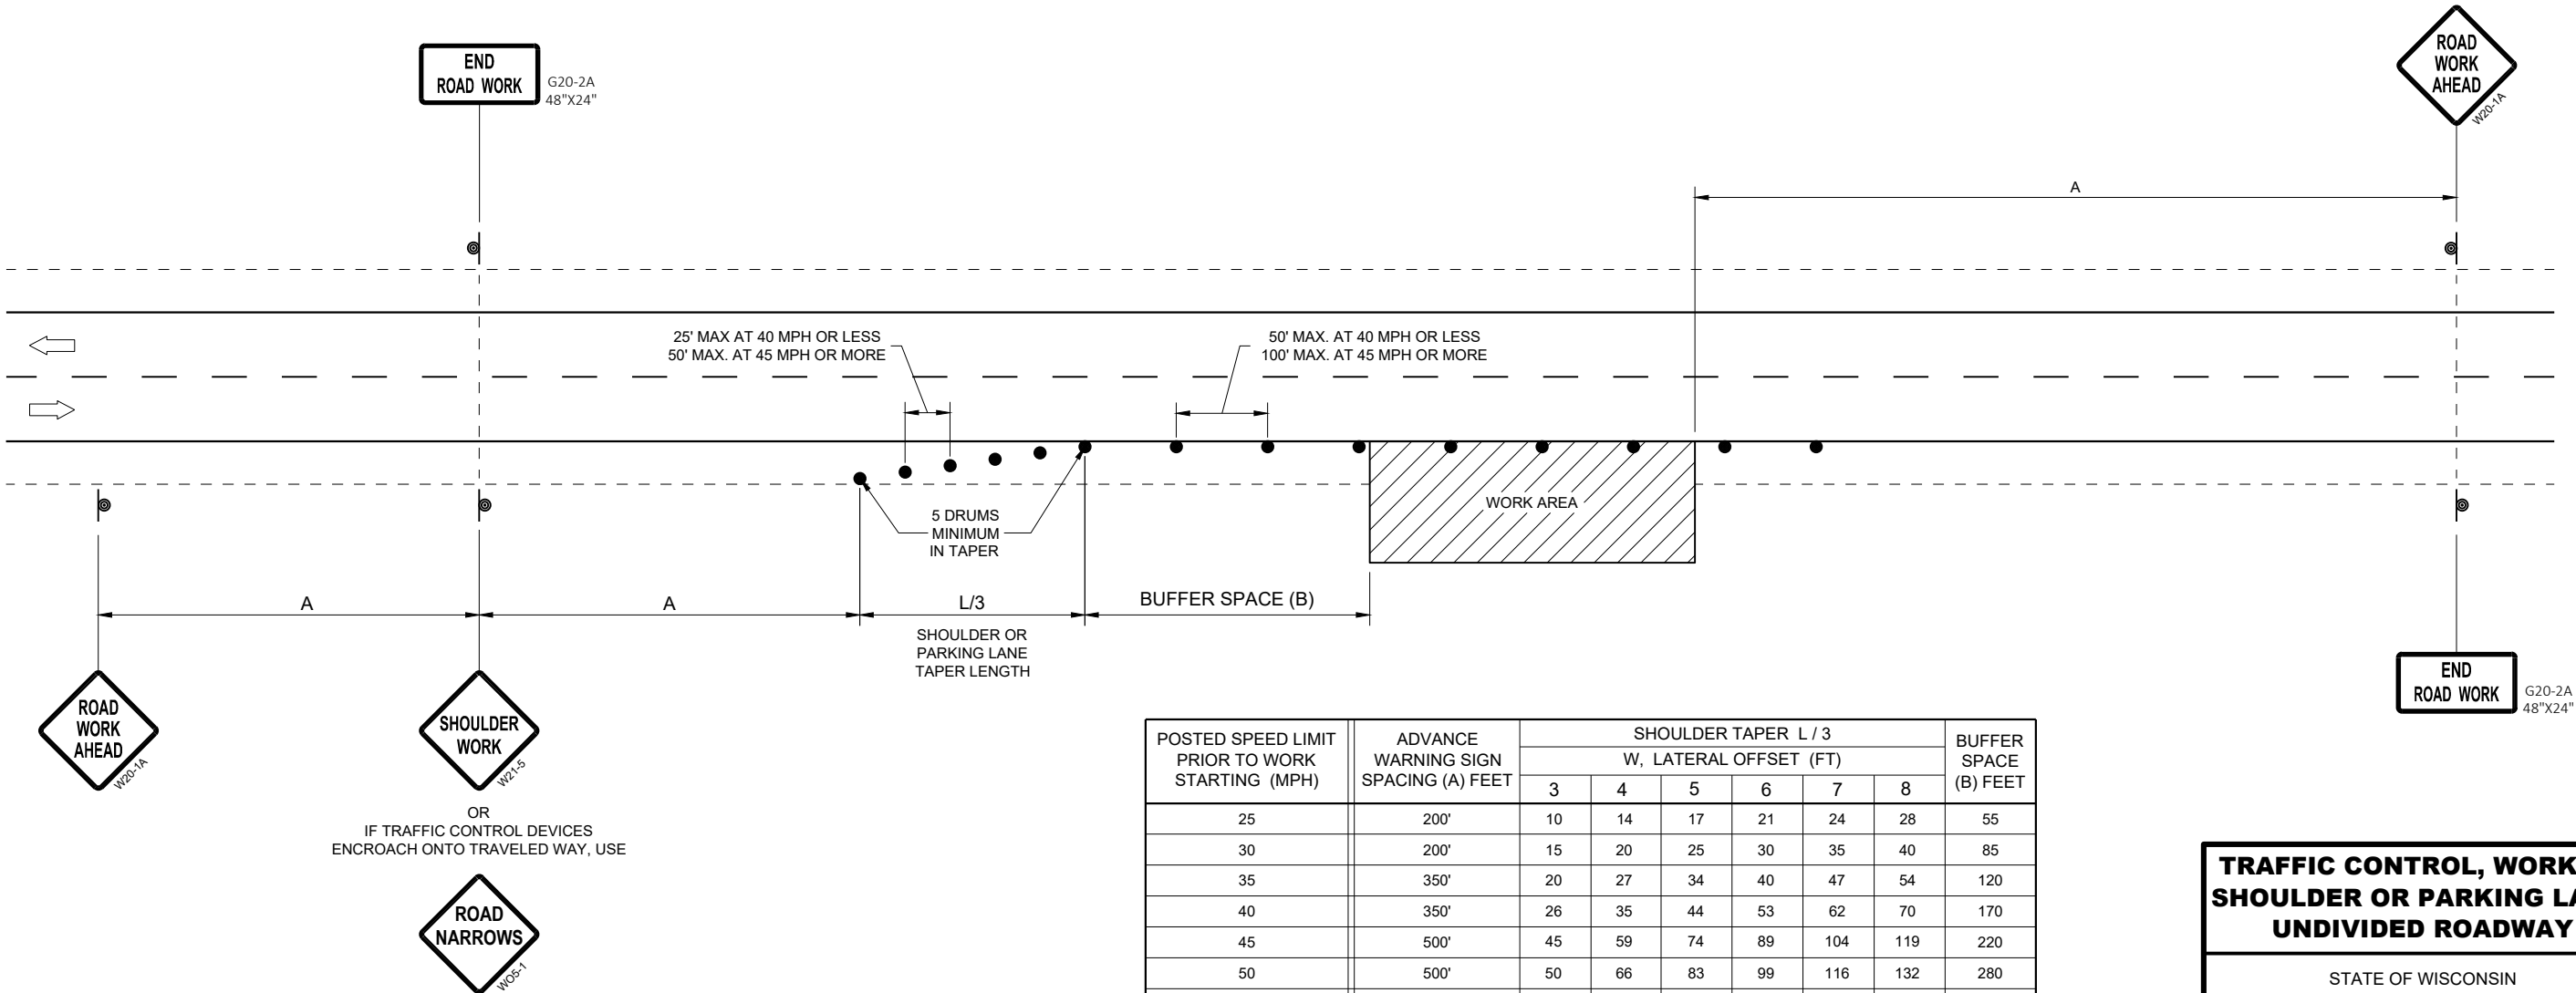 END
ROAD WORK
G20-2A
48"X24"
ROAD
WORK
AHEAD
W20-1A
A
25' MAX AT 40 MPH OR LESS
50' MAX. AT 45 MPH OR MORE
50' MAX. AT 40 MPH OR LESS
100' MAX. AT 45 MPH OR MORE
5 DRUMS
MINIMUM
IN TAPER
WORK AREA
A
A
L/3
BUFFER SPACE (B)
SHOULDER OR
PARKING LANE
TAPER LENGTH
ROAD
WORK
AHEAD
W20-1A
SHOULDER
WORK
W21-5
OR
IF TRAFFIC CONTROL DEVICES
ENCROACH ONTO TRAVELED WAY, USE
ROAD
NARROWS
WO5-1
END
ROAD WORK
G20-2A
48"X24"
POSTED SPEED LIMIT
PRIOR TO WORK
STARTING (MPH)
ADVANCE
WARNING SIGN
SPACING (A) FEET
SHOULDER TAPER L / 3
W, LATERAL OFFSET (FT)
3 4 5 6 7 8
BUFFER
SPACE
(B) FEET
25 200' 10 14 17 21 24 28 55
30 200' 15 20 25 30 35 40 85
35 350' 20 27 34 40 47 54 120
40 350' 26 35 44 53 62 70 170
45 500' 45 59 74 89 104 119 220
50 500' 50 66 83 99 116 132 280
TRAFFIC CONTROL, WORK
SHOULDER OR PARKING LA
UNDIVIDED ROADWAY
STATE OF WISCONSIN